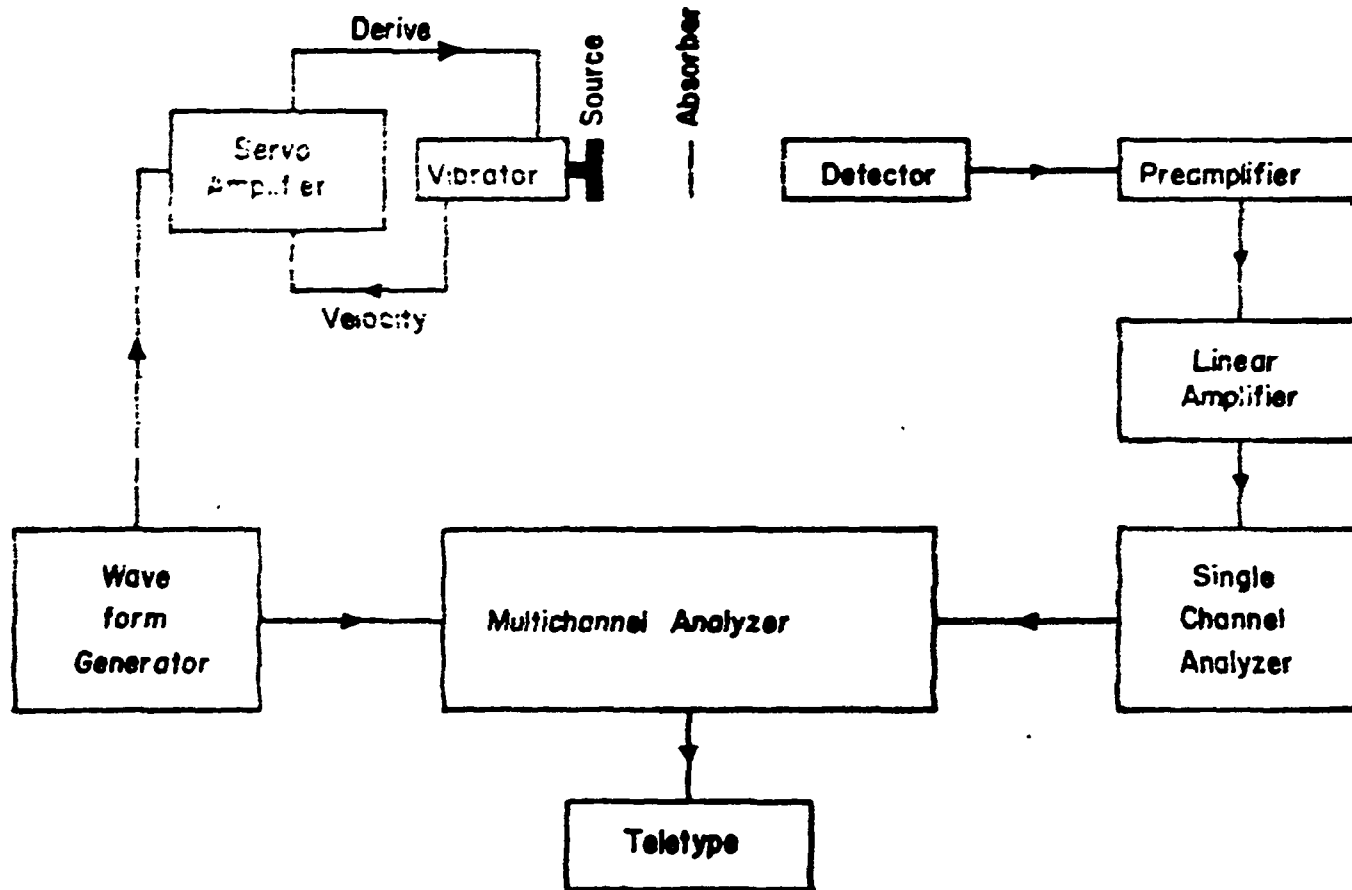 Derive
Source
Absorber
Servo
Amplifier
Vibrator
Detector
Preamplifier
Velocity
Linear
Amplifier
Wave
form
Generator
Multichannel Analyzer
Single
Channel
Analyzer
Teletype